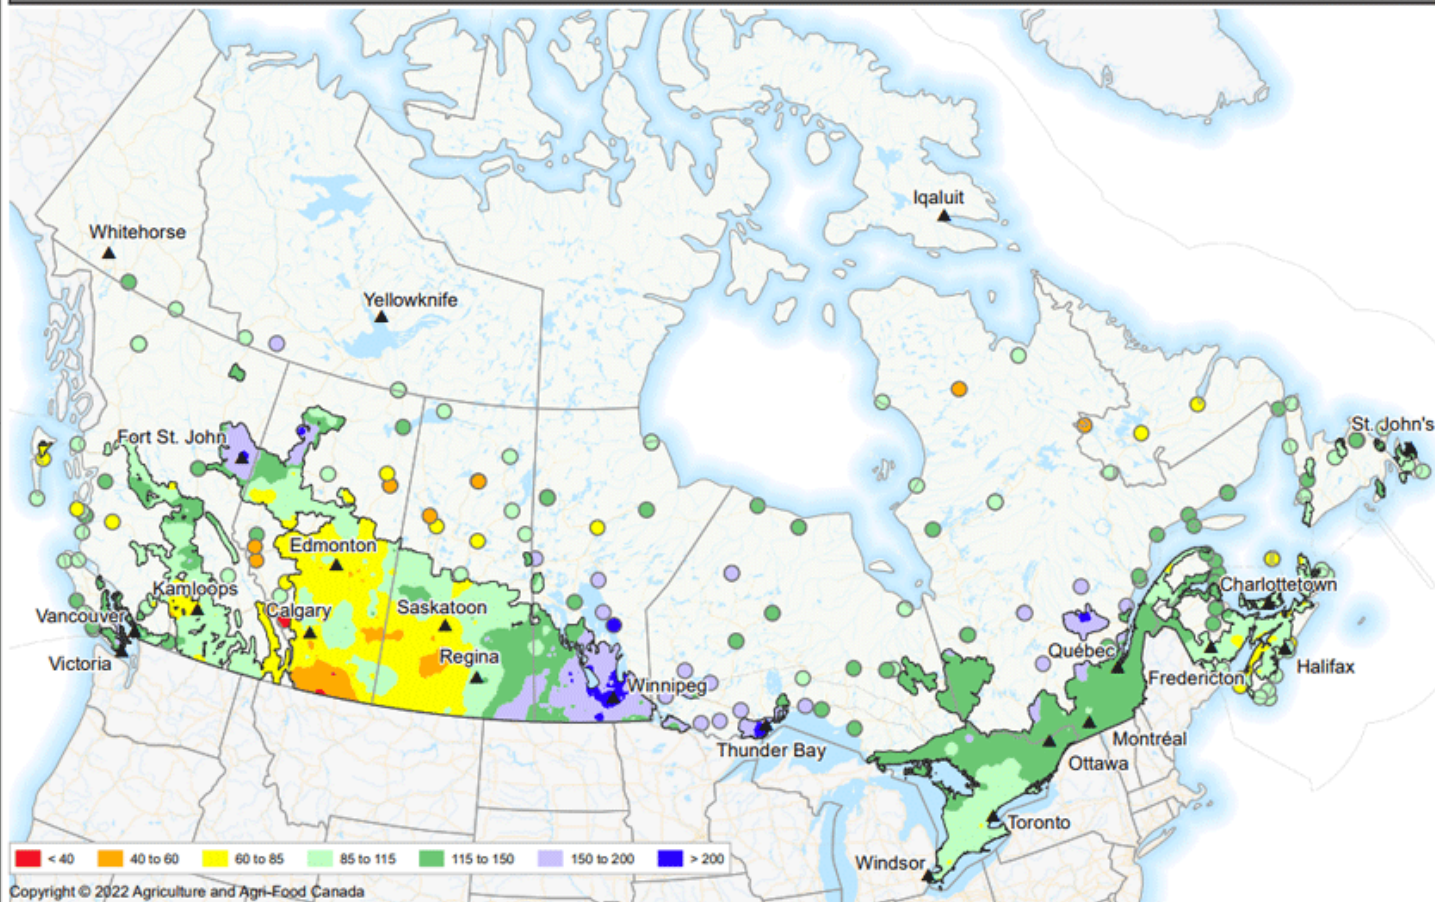 Iqaluit
Whitehorse
Yellowknife
Fort St. John
St. John's
Edmonton
Kamloops
Calgary
Saskatoon
Charlottetown
Vancouver
Victoria
Regina
Québec
Halifax
Fredericton
Winnipeg
Thunder Bay
Montréal
Ottawa
Toronto
Windsor
< 40 40 to 60 60 to 85 85 to 115 115 to 150 150 to 200 > 200
Copyright © 2022 Agriculture and Agri-Food Canada